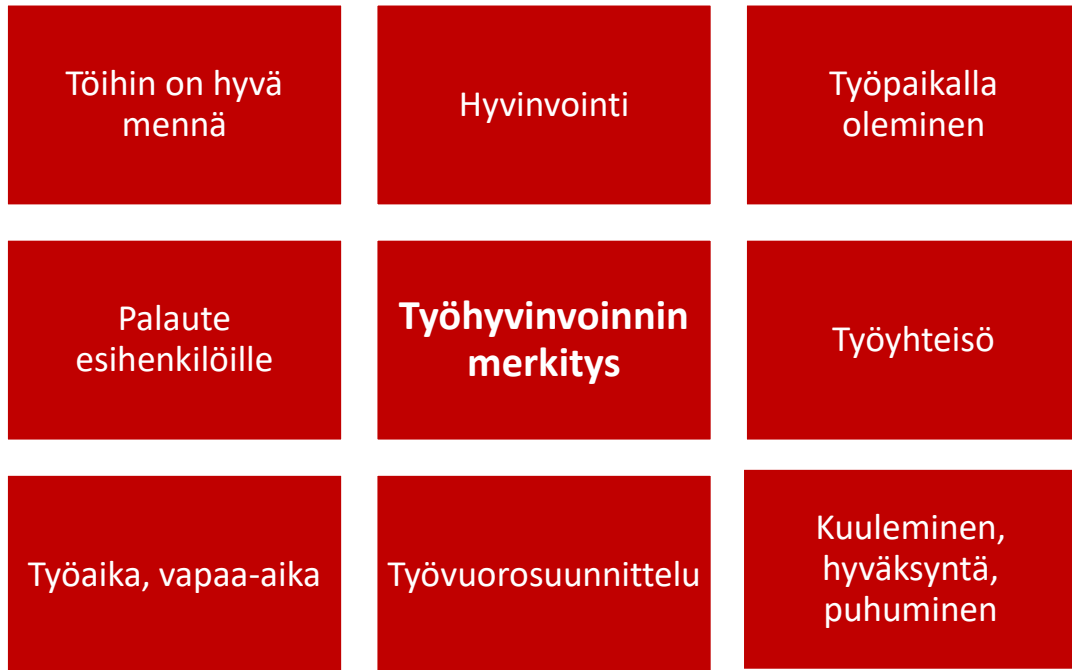 Töihin on hyvä
mennä
Hyvinvointi
Työpaikalla
oleminen
Palaute
esihenkilöille
Työhyvinvoinnin
merkitys
Työyhteisö
Työaika, vapaa-aika
Työvuorosuunnittelu
Kuuleminen,
hyväksyntä,
puhuminen